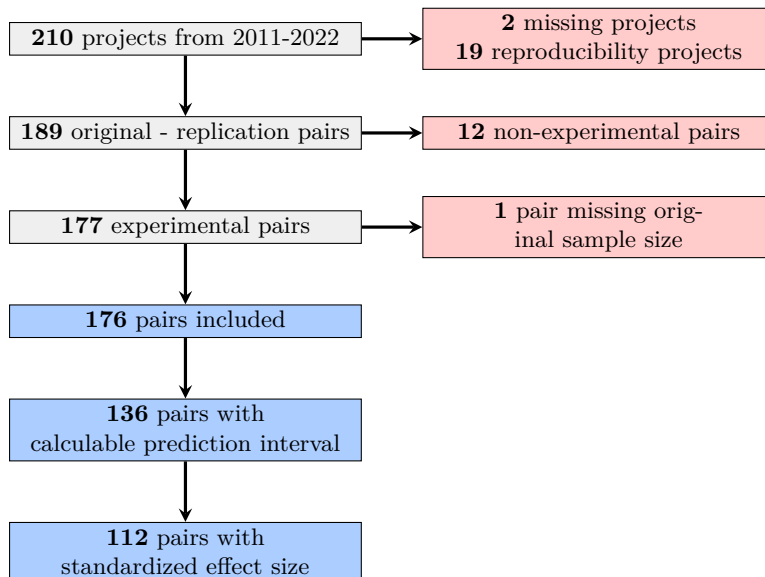 210 projects from 2011-2022
2 missing projects
19 reproducibility projects
189 original - replication pairs
12 non-experimental pairs
177 experimental pairs
1 pair missing orig-
inal sample size
176 pairs included
136 pairs with
calculable prediction interval
112 pairs with
standardized effect size